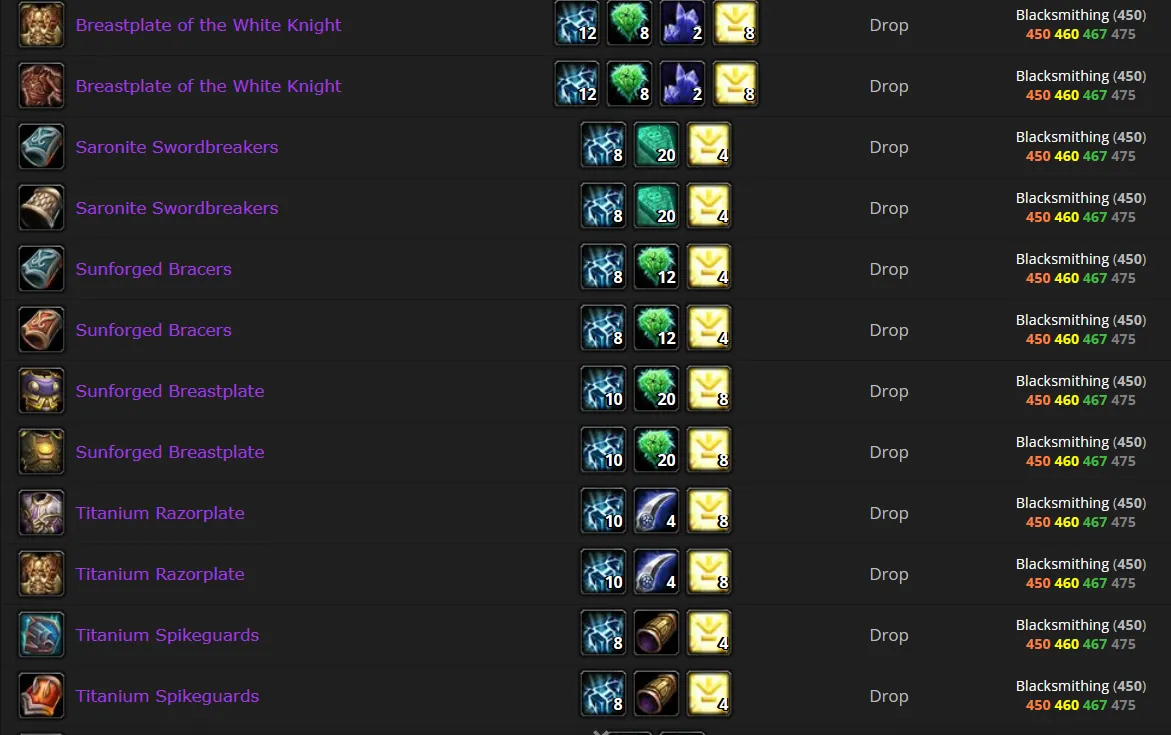 Breastplate of the White Knight 12 8 2 8 Drop Blacksmithing (450)
450 460 467 475
Breastplate of the White Knight 12 8 2 8 Drop Blacksmithing (450)
450 460 467 475
Saronite Swordbreakers 8 20 4 Drop Blacksmithing (450)
450 460 467 475
Saronite Swordbreakers 8 20 4 Drop Blacksmithing (450)
450 460 467 475
Sunforged Bracers 8 12 4 Drop Blacksmithing (450)
450 460 467 475
Sunforged Bracers 8 12 4 Drop Blacksmithing (450)
450 460 467 475
Sunforged Breastplate 10 20 8 Drop Blacksmithing (450)
450 460 467 475
Sunforged Breastplate 10 20 8 Drop Blacksmithing (450)
450 460 467 475
Titanium Razorplate 10 4 8 Drop Blacksmithing (450)
450 460 467 475
Titanium Razorplate 10 4 8 Drop Blacksmithing (450)
450 460 467 475
Titanium Spikeguards 8 4 Drop Blacksmithing (450)
450 460 467 475
Titanium Spikeguards 8 4 Drop Blacksmithing (450)
450 460 467 475